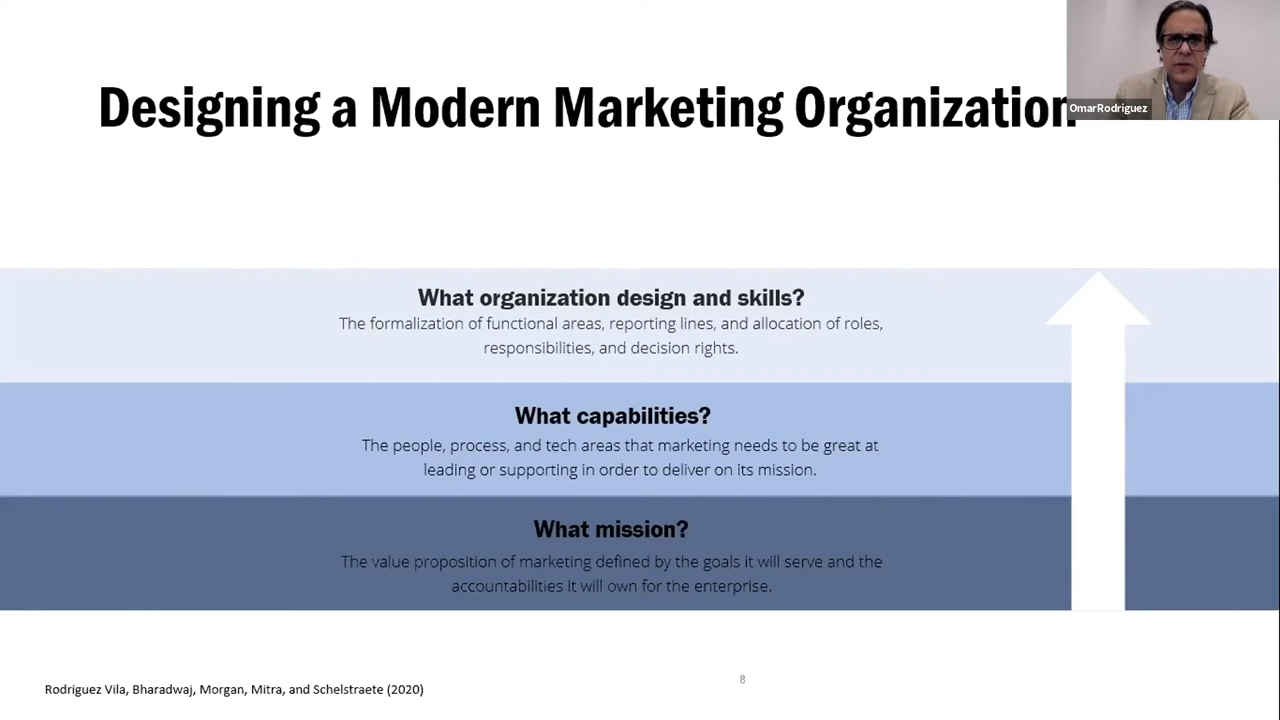 Designing a Modern Marketing Organization
OmarRodriguez
What organization design and skills?
The formalization of functional areas, reporting lines, and allocation of roles,
responsibilities, and decision rights.
What capabilities?
The people, process, and tech areas that marketing needs to be great at
leading or supporting in order to deliver on its mission.
What mission?
The value proposition of marketing defined by the goals it will serve and the
accountabilities it will own for the enterprise.
8
Rodriguez Vila, Bharadwaj, Morgan, Mitra, and Schelstraete (2020)